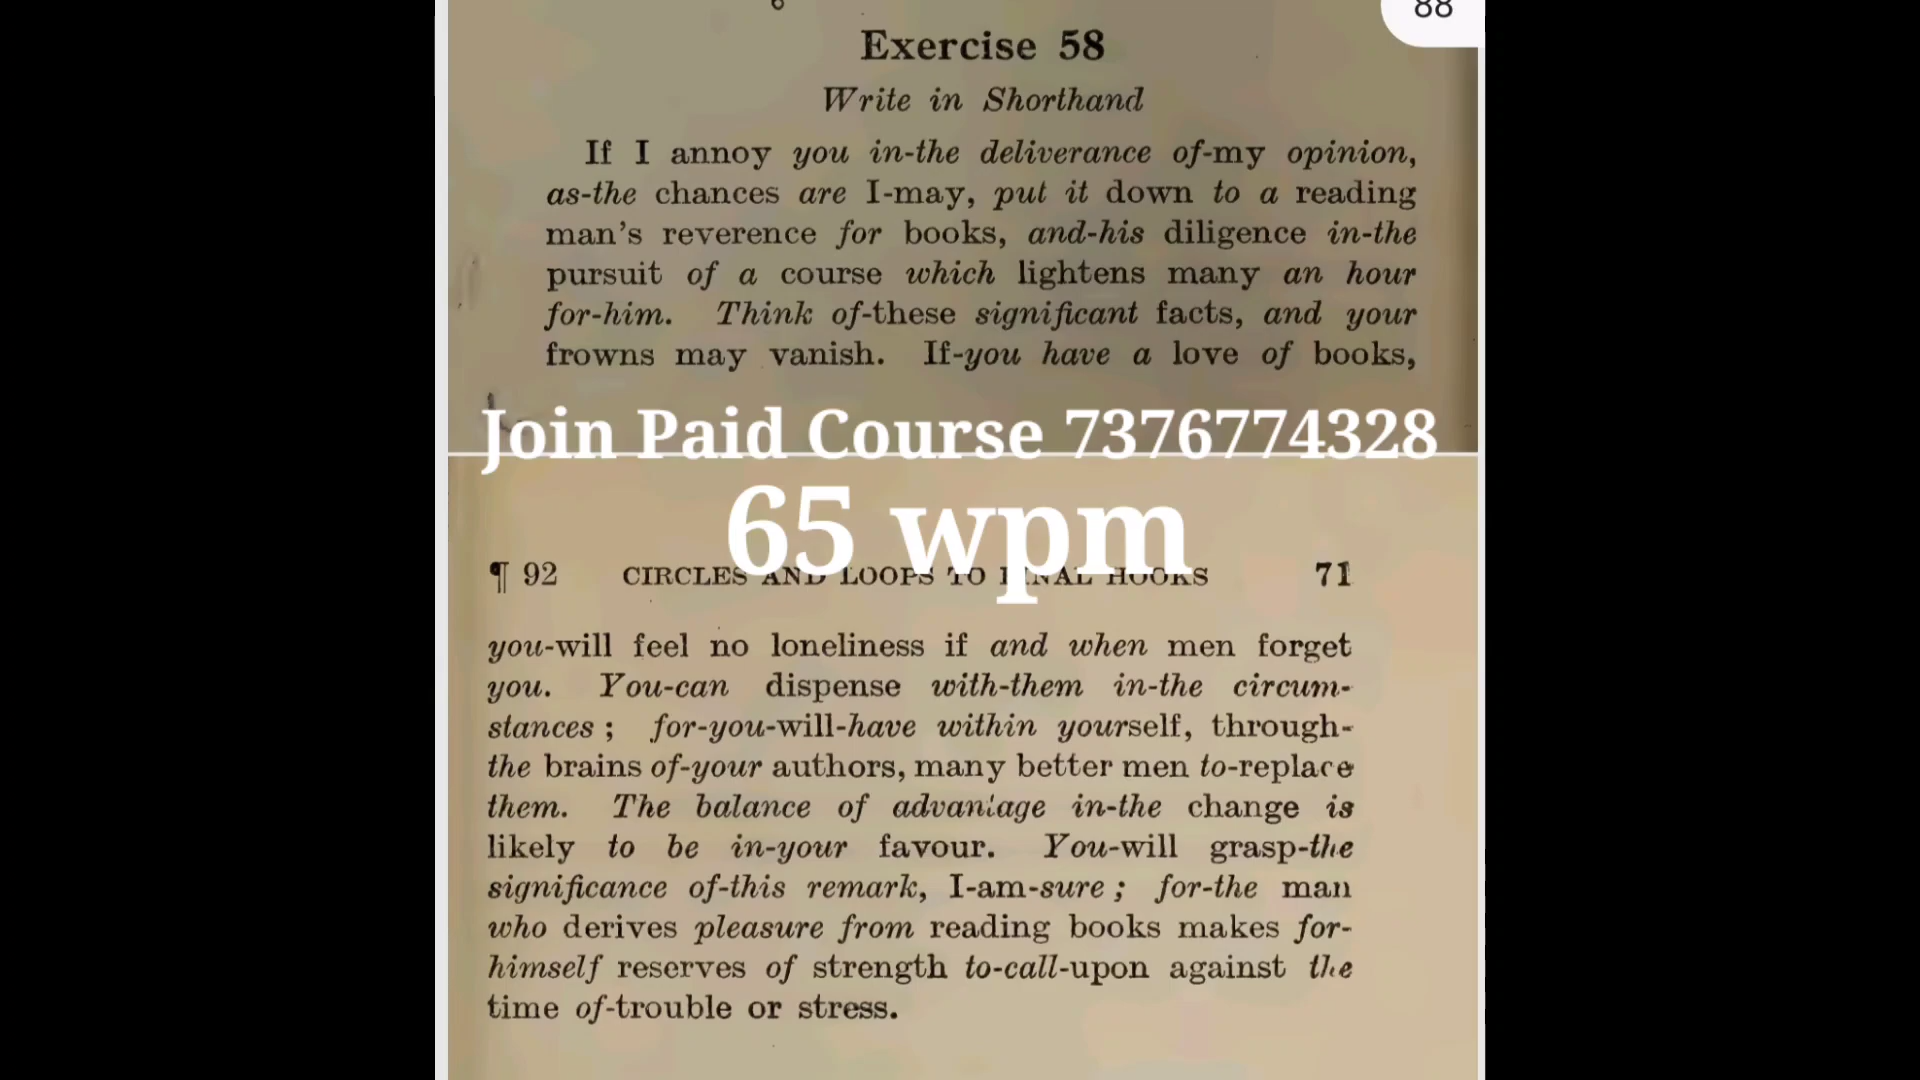 88
Exercise 58
Write in Shorthand
If I annoy you in-the deliverance of-my opinion,
as-the chances are I-may, put it down to a reading
man's reverence for books, and-his diligence in-the
pursuit of a course which lightens many an hour
for-him. Think of-these significant facts, and your
frowns may vanish. If-you have a love of books,
Join Paid Course 7376774328
65 wpm
¶ 92 CIRCLES AND LOOPS TO FINAL HOOKS 71
you-will feel no loneliness if and when men forget
you. You-can dispense with-them in-the circum-
stances ; for-you-will-have within yourself, through-
the brains of-your authors, many better men to-replace
them. The balance of advantage in-the change is
likely to be in-your favour. You-will grasp-the
significance of-this remark, I-am-sure ; for-the man
who derives pleasure from reading books makes for-
himself reserves of strength to-call-upon against the
time of-trouble or stress.